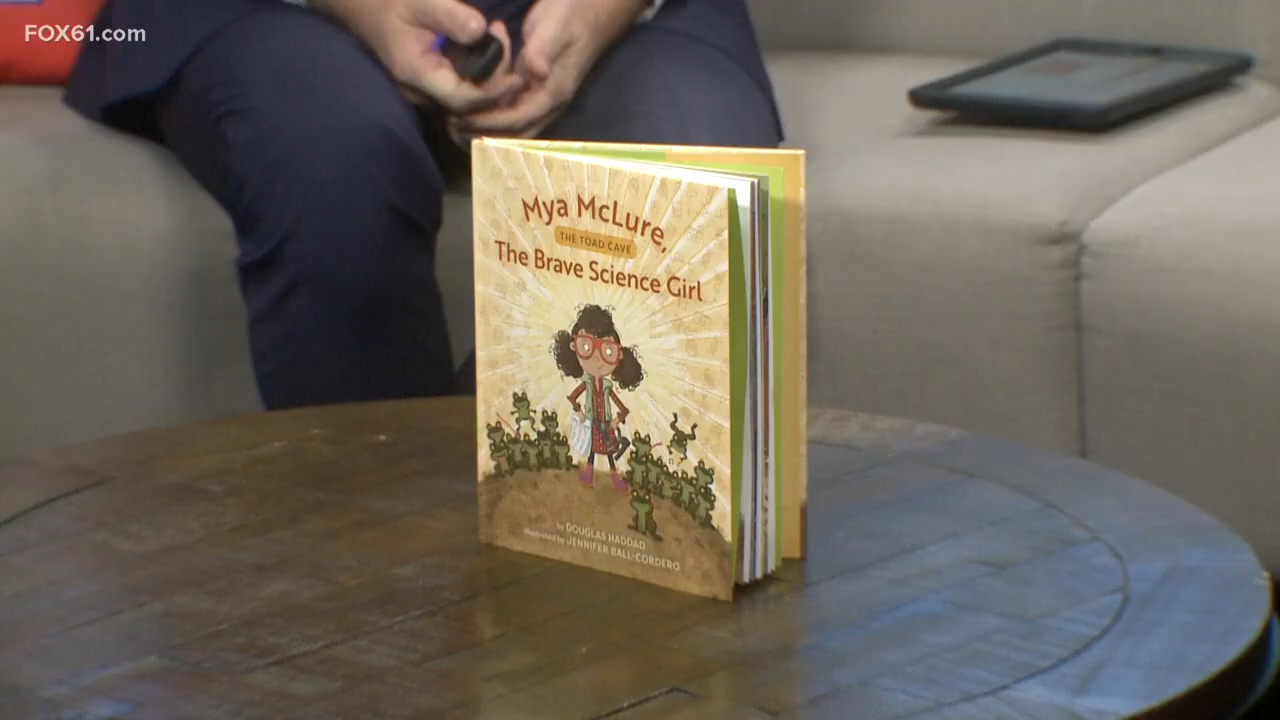 FOX61.com
Mya McLure,
THE TOAD CAVE
The Brave Science Girl
by DOUGLAS HADDAD
illustrated by JENNIFER BALL-CORDERO